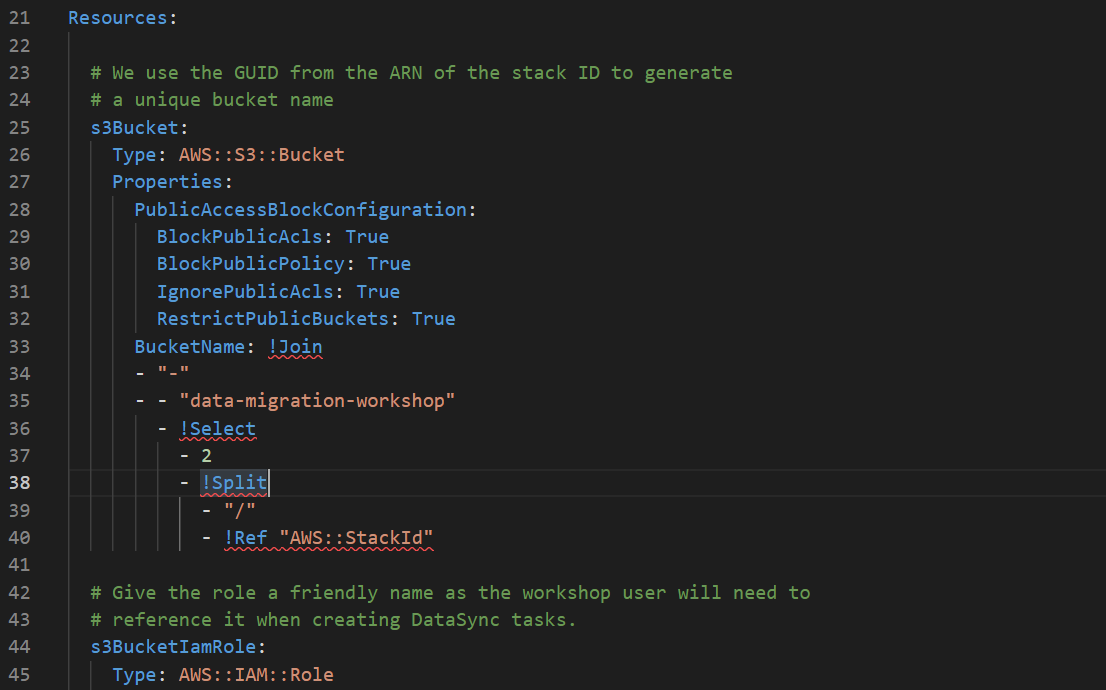 21 Resources:
22
23 # We use the GUID from the ARN of the stack ID to generate
24 # a unique bucket name
25 s3Bucket:
26 Type: AWS::S3::Bucket
27 Properties:
28 PublicAccessBlockConfiguration:
29 BlockPublicAcls: True
30 BlockPublicPolicy: True
31 IgnorePublicAcls: True
32 RestrictPublicBuckets: True
33 BucketName: !Join
34 - "-"
35 - - "data-migration-workshop"
36 - !Select
37 - 2
38 - !Split
39 - "/"
40 - !Ref "AWS::StackId"
41
42 # Give the role a friendly name as the workshop user will need to
43 # reference it when creating DataSync tasks.
44 s3BucketIamRole:
45 Type: AWS::IAM::Role